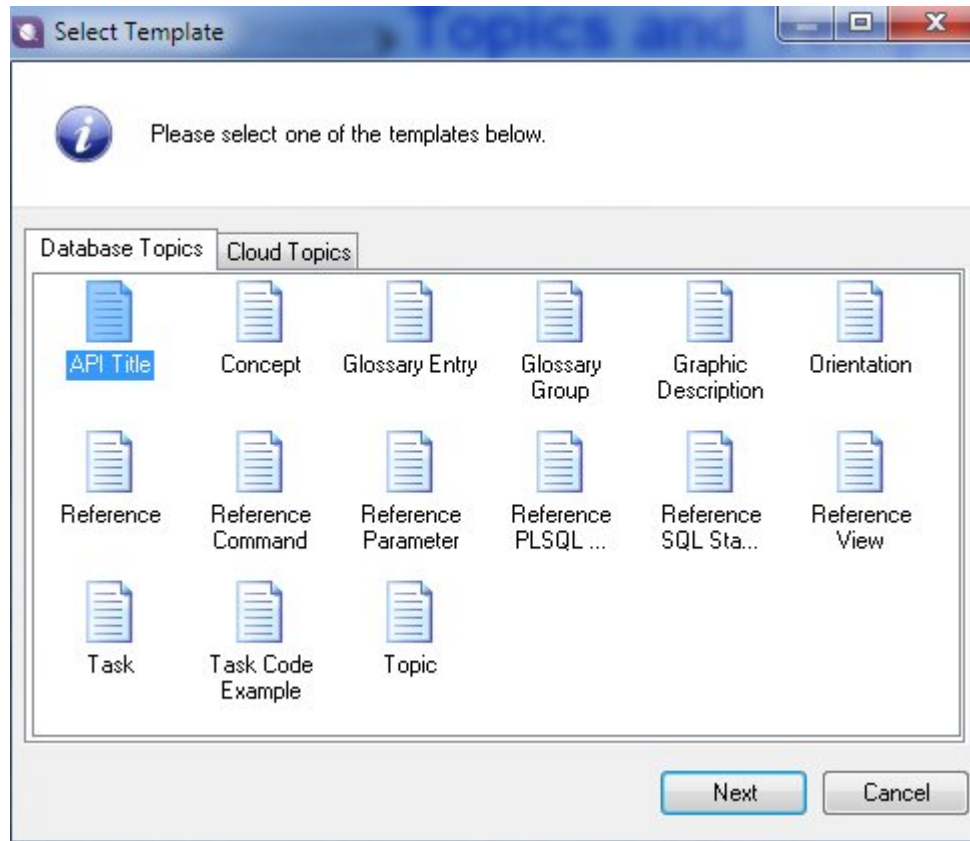 Select Template
Topics and
Please select one of the templates below.
Database Topics Cloud Topics
API Title Concept Glossary Entry Glossary Group Graphic Description Orientation
Reference Reference Command Reference Parameter Reference PLSQL ... Reference SQL Sta... Reference View
Task Task Code Example Topic
Next Cancel